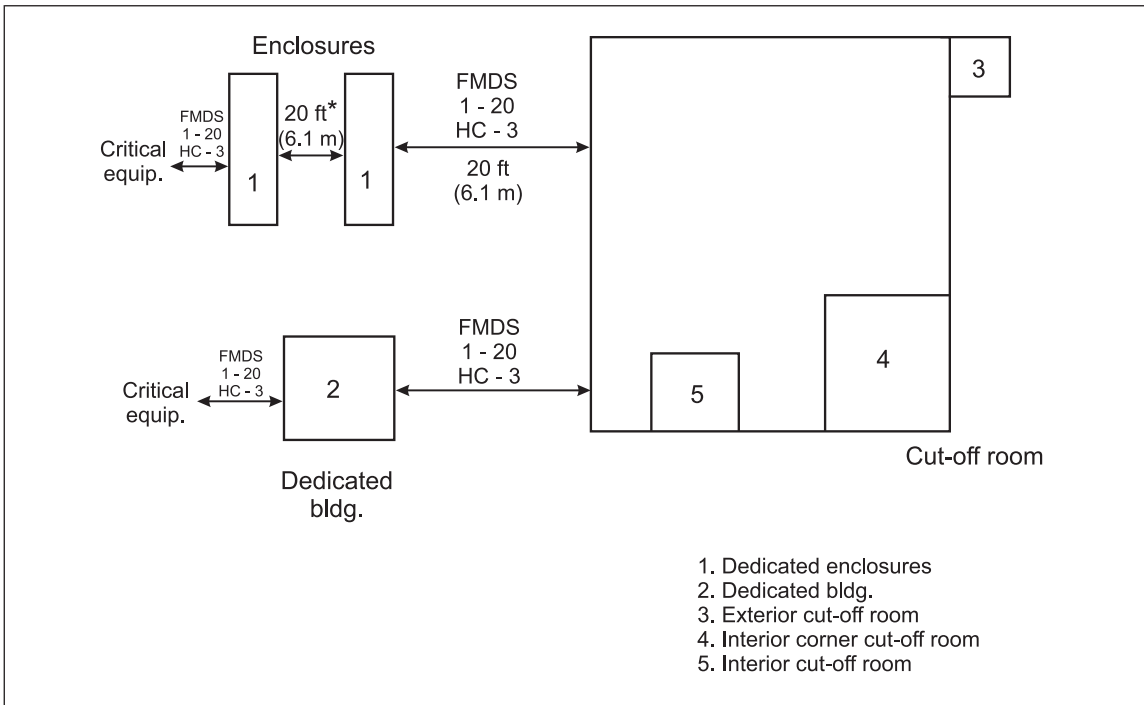 Enclosures
FMDS
1 - 20
HC - 3
Critical
equip.
1
20 ft*
(6.1 m)
1
FMDS
1 - 20
HC - 3
20 ft
(6.1 m)
3
FMDS
1 - 20
HC - 3
Critical
equip.
2
Dedicated
bldg.
FMDS
1 - 20
HC - 3
5
4
Cut-off room
1. Dedicated enclosures
2. Dedicated bldg.
3. Exterior cut-off room
4. Interior corner cut-off room
5. Interior cut-off room